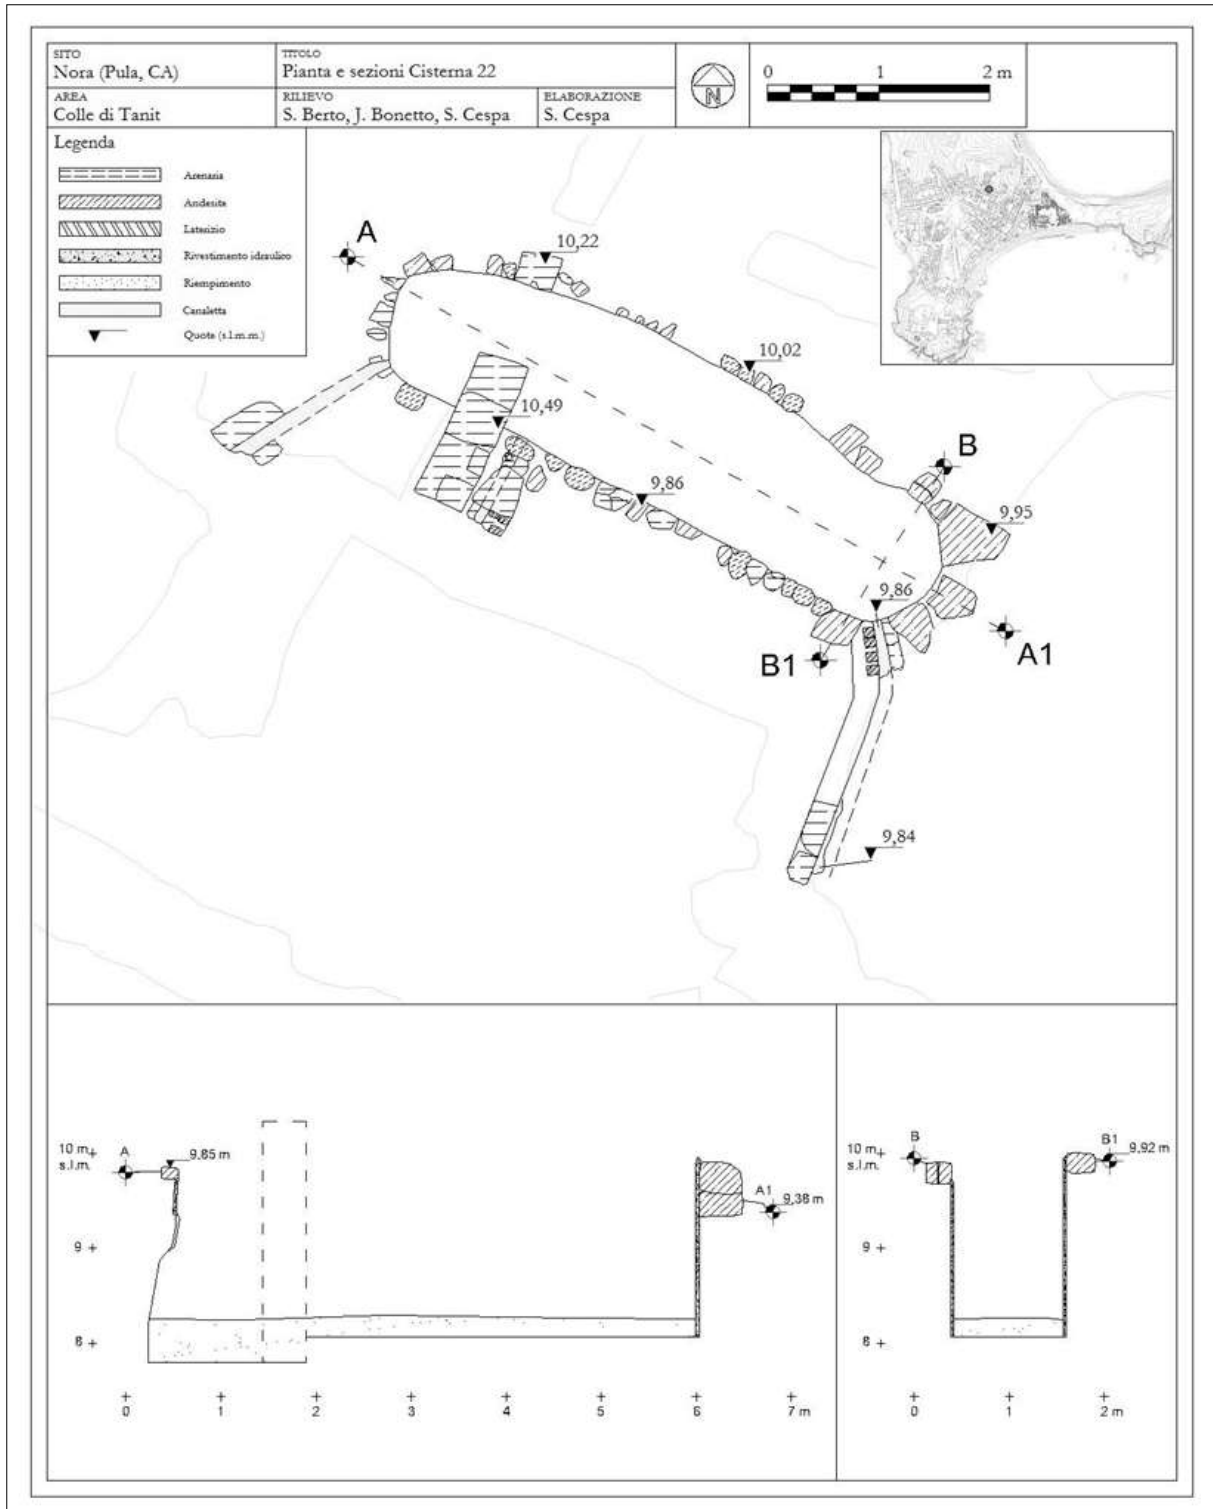 SITO
Nora (Pula, CA)
TITOLO
Pianta e sezioni Cisterna 22
AREA
Colle di Tanit
RILIEVO
S. Berto, J. Bonetto, S. Cespa
ELABORAZIONE
S. Cespa
N
0 1 2 m
Legenda
Arenaria
Andesite
Laterizio
Rivestimento idraulico
Riempimento
Canaletta
Quote (s.l.m.m.)
A
10,22
10,02
10,49
B
9,86
9,95
9,86
B1
A1
9,84
10 m
s.l.m.
A
9,85 m
A1
9,38 m
9
8
0 1 2 3 4 5 6 7 m
10 m
s.l.m.
B
B1
9,92 m
9
8
0 1 2 m